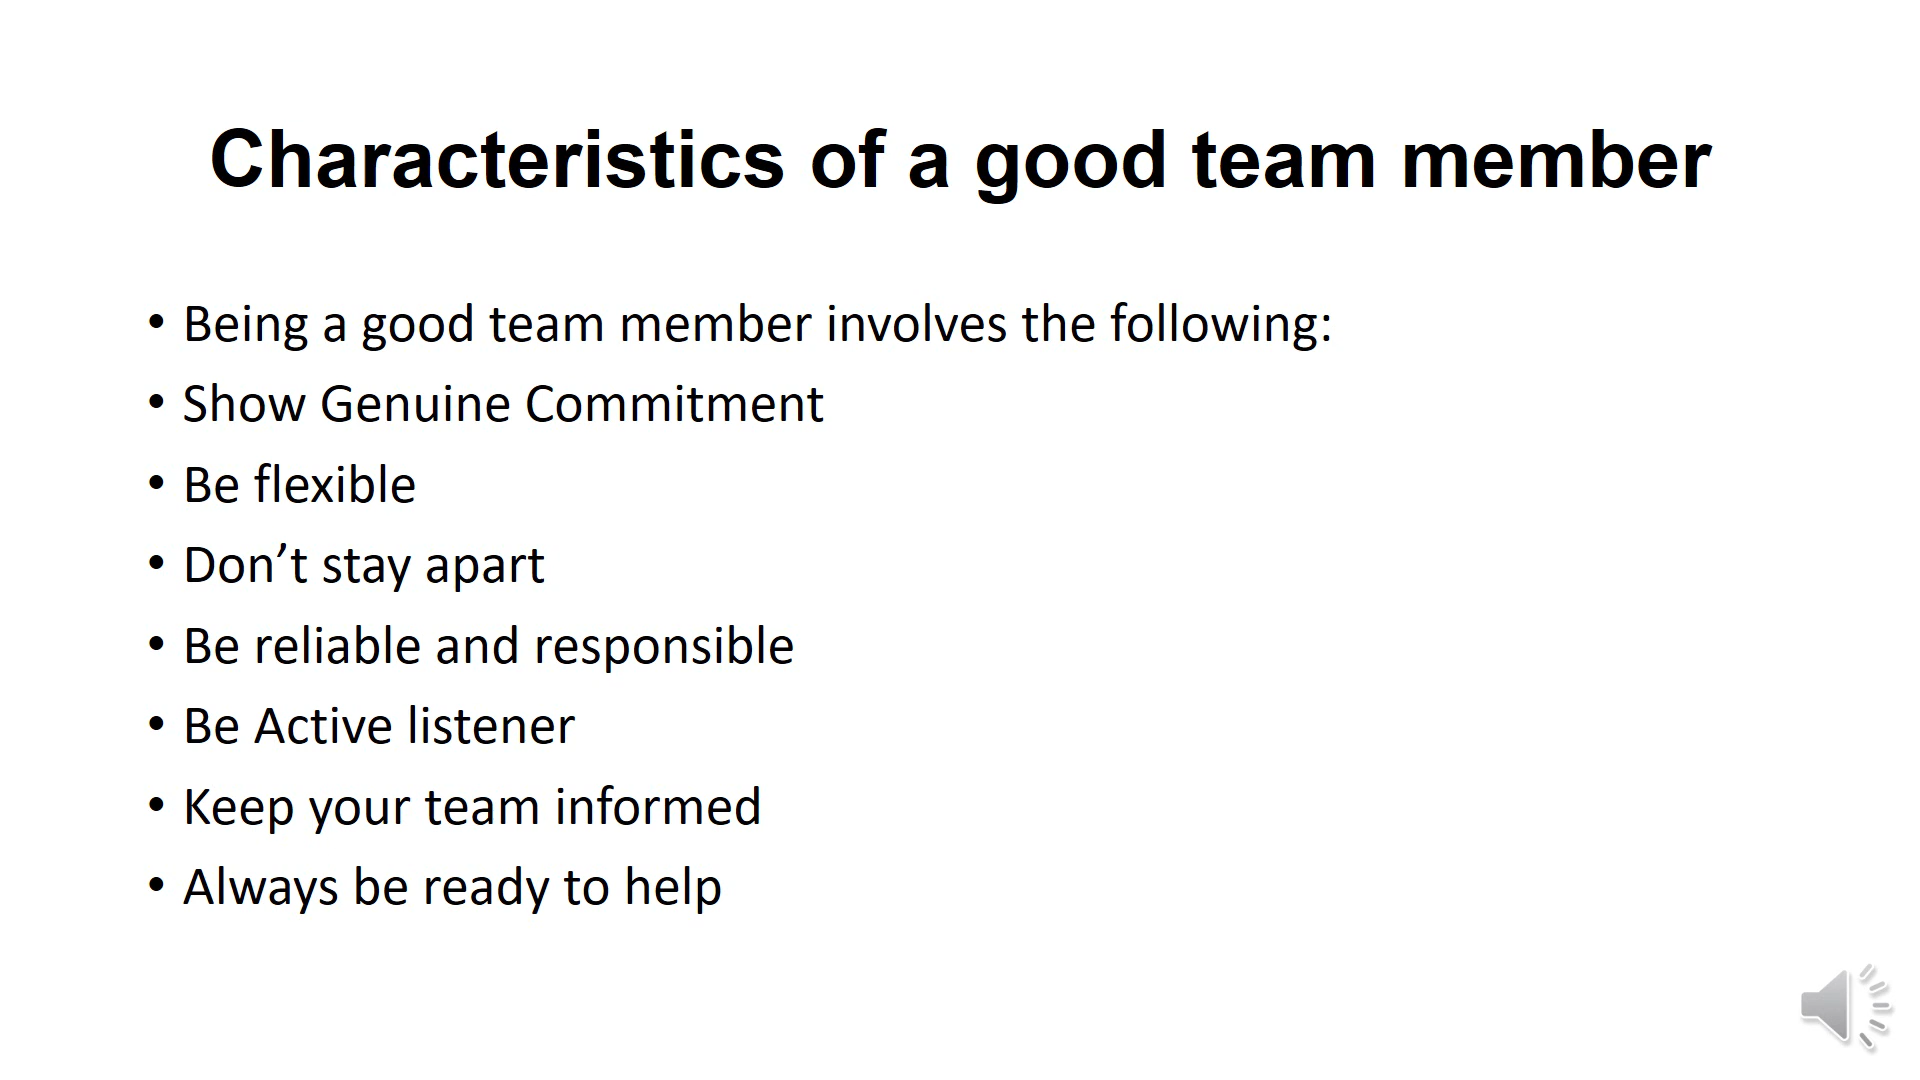 Characteristics of a good team member
• Being a good team member involves the following:
• Show Genuine Commitment
• Be flexible
• Don’t stay apart
• Be reliable and responsible
• Be Active listener
• Keep your team informed
• Always be ready to help